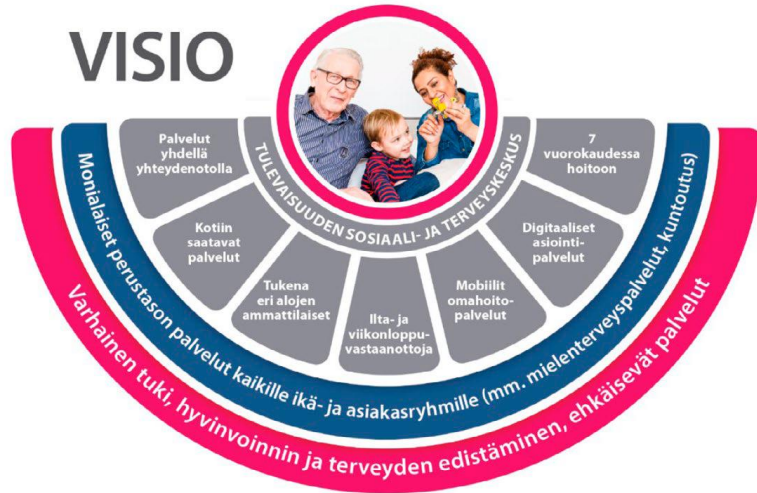 VISIO
TULEVAISUUDEN SOSIAALI- JA TERVEYSKESKUS
Palvelut
yhdellä
yhteydenotolla
Kotiin
saatavat
palvelut
Tukena
eri alojen
ammattilaiset
Ilta- ja
viikonloppu-
vastaanottoja
Mobiilit
omahoito-
palvelut
Digitaaliset
asiointi-
palvelut
7
vuorokaudessa
hoitoon
Monialaiset perustason palvelut kaikille ikä- ja asiakasryhmille (mm. mielenterveyspalvelut, kuntoutus)
Varhainen tuki, hyvinvoinnin ja terveyden edistäminen, ehkäisevät palvelut